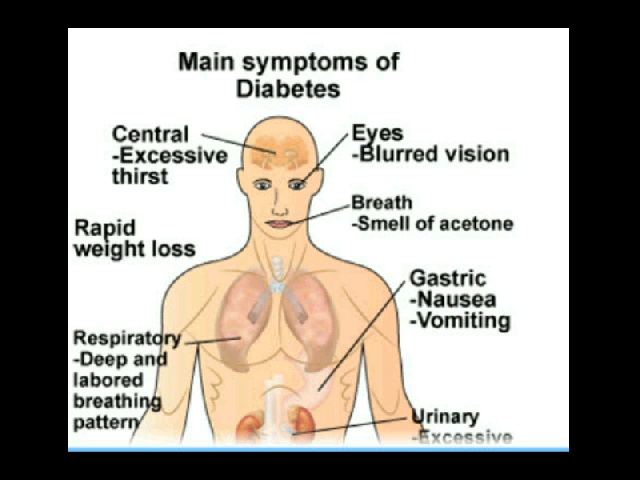 Main symptoms of
Diabetes
Central
-Excessive
thirst
Eyes
-Blurred vision
Breath
-Smell of acetone
Rapid
weight loss
Gastric
-Nausea
-Vomiting
Respiratory
-Deep and
labored
breathing
pattern
Urinary
-Excessive